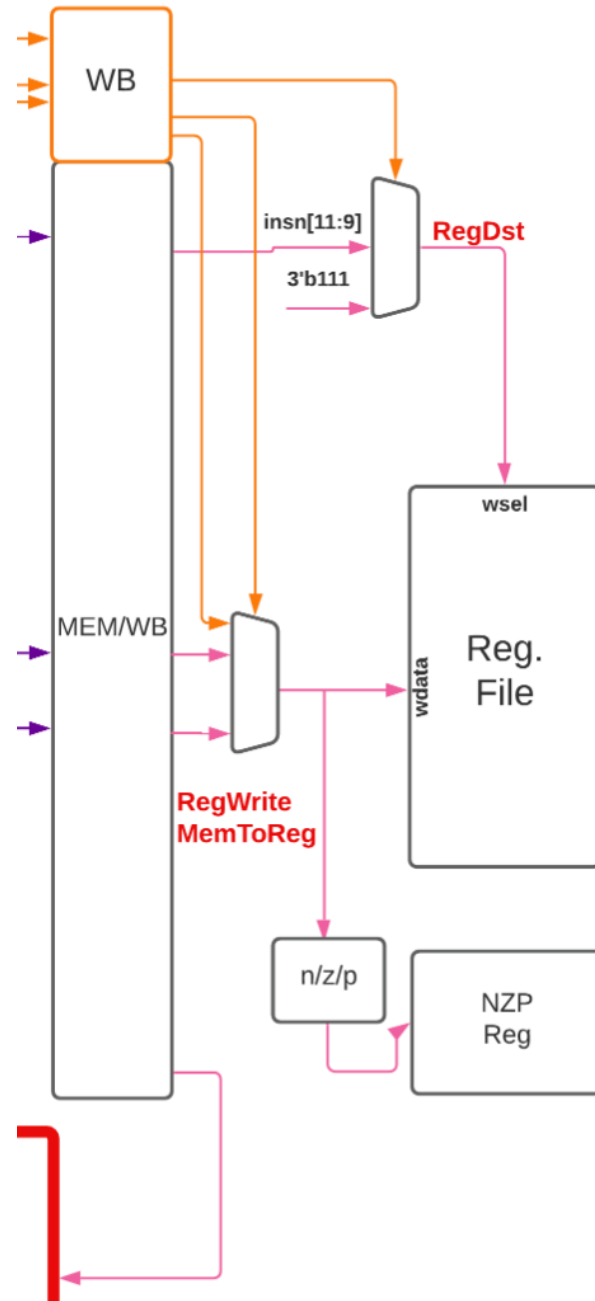 WB
insn[11:9]
RegDst
3'b111
wsel
MEM/WB
Reg.
File
wdata
RegWrite
MemToReg
n/z/p
NZP
Reg